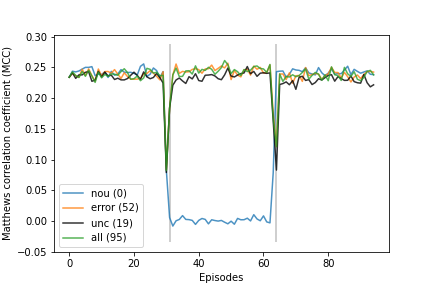 0.30
0.25
0.20
0.15
0.10
0.05
0.00
−0.05
Matthews correlation coefficient (MCC)
nou (0)
error (52)
unc (19)
all (95)
0 20 40 60 80
Episodes